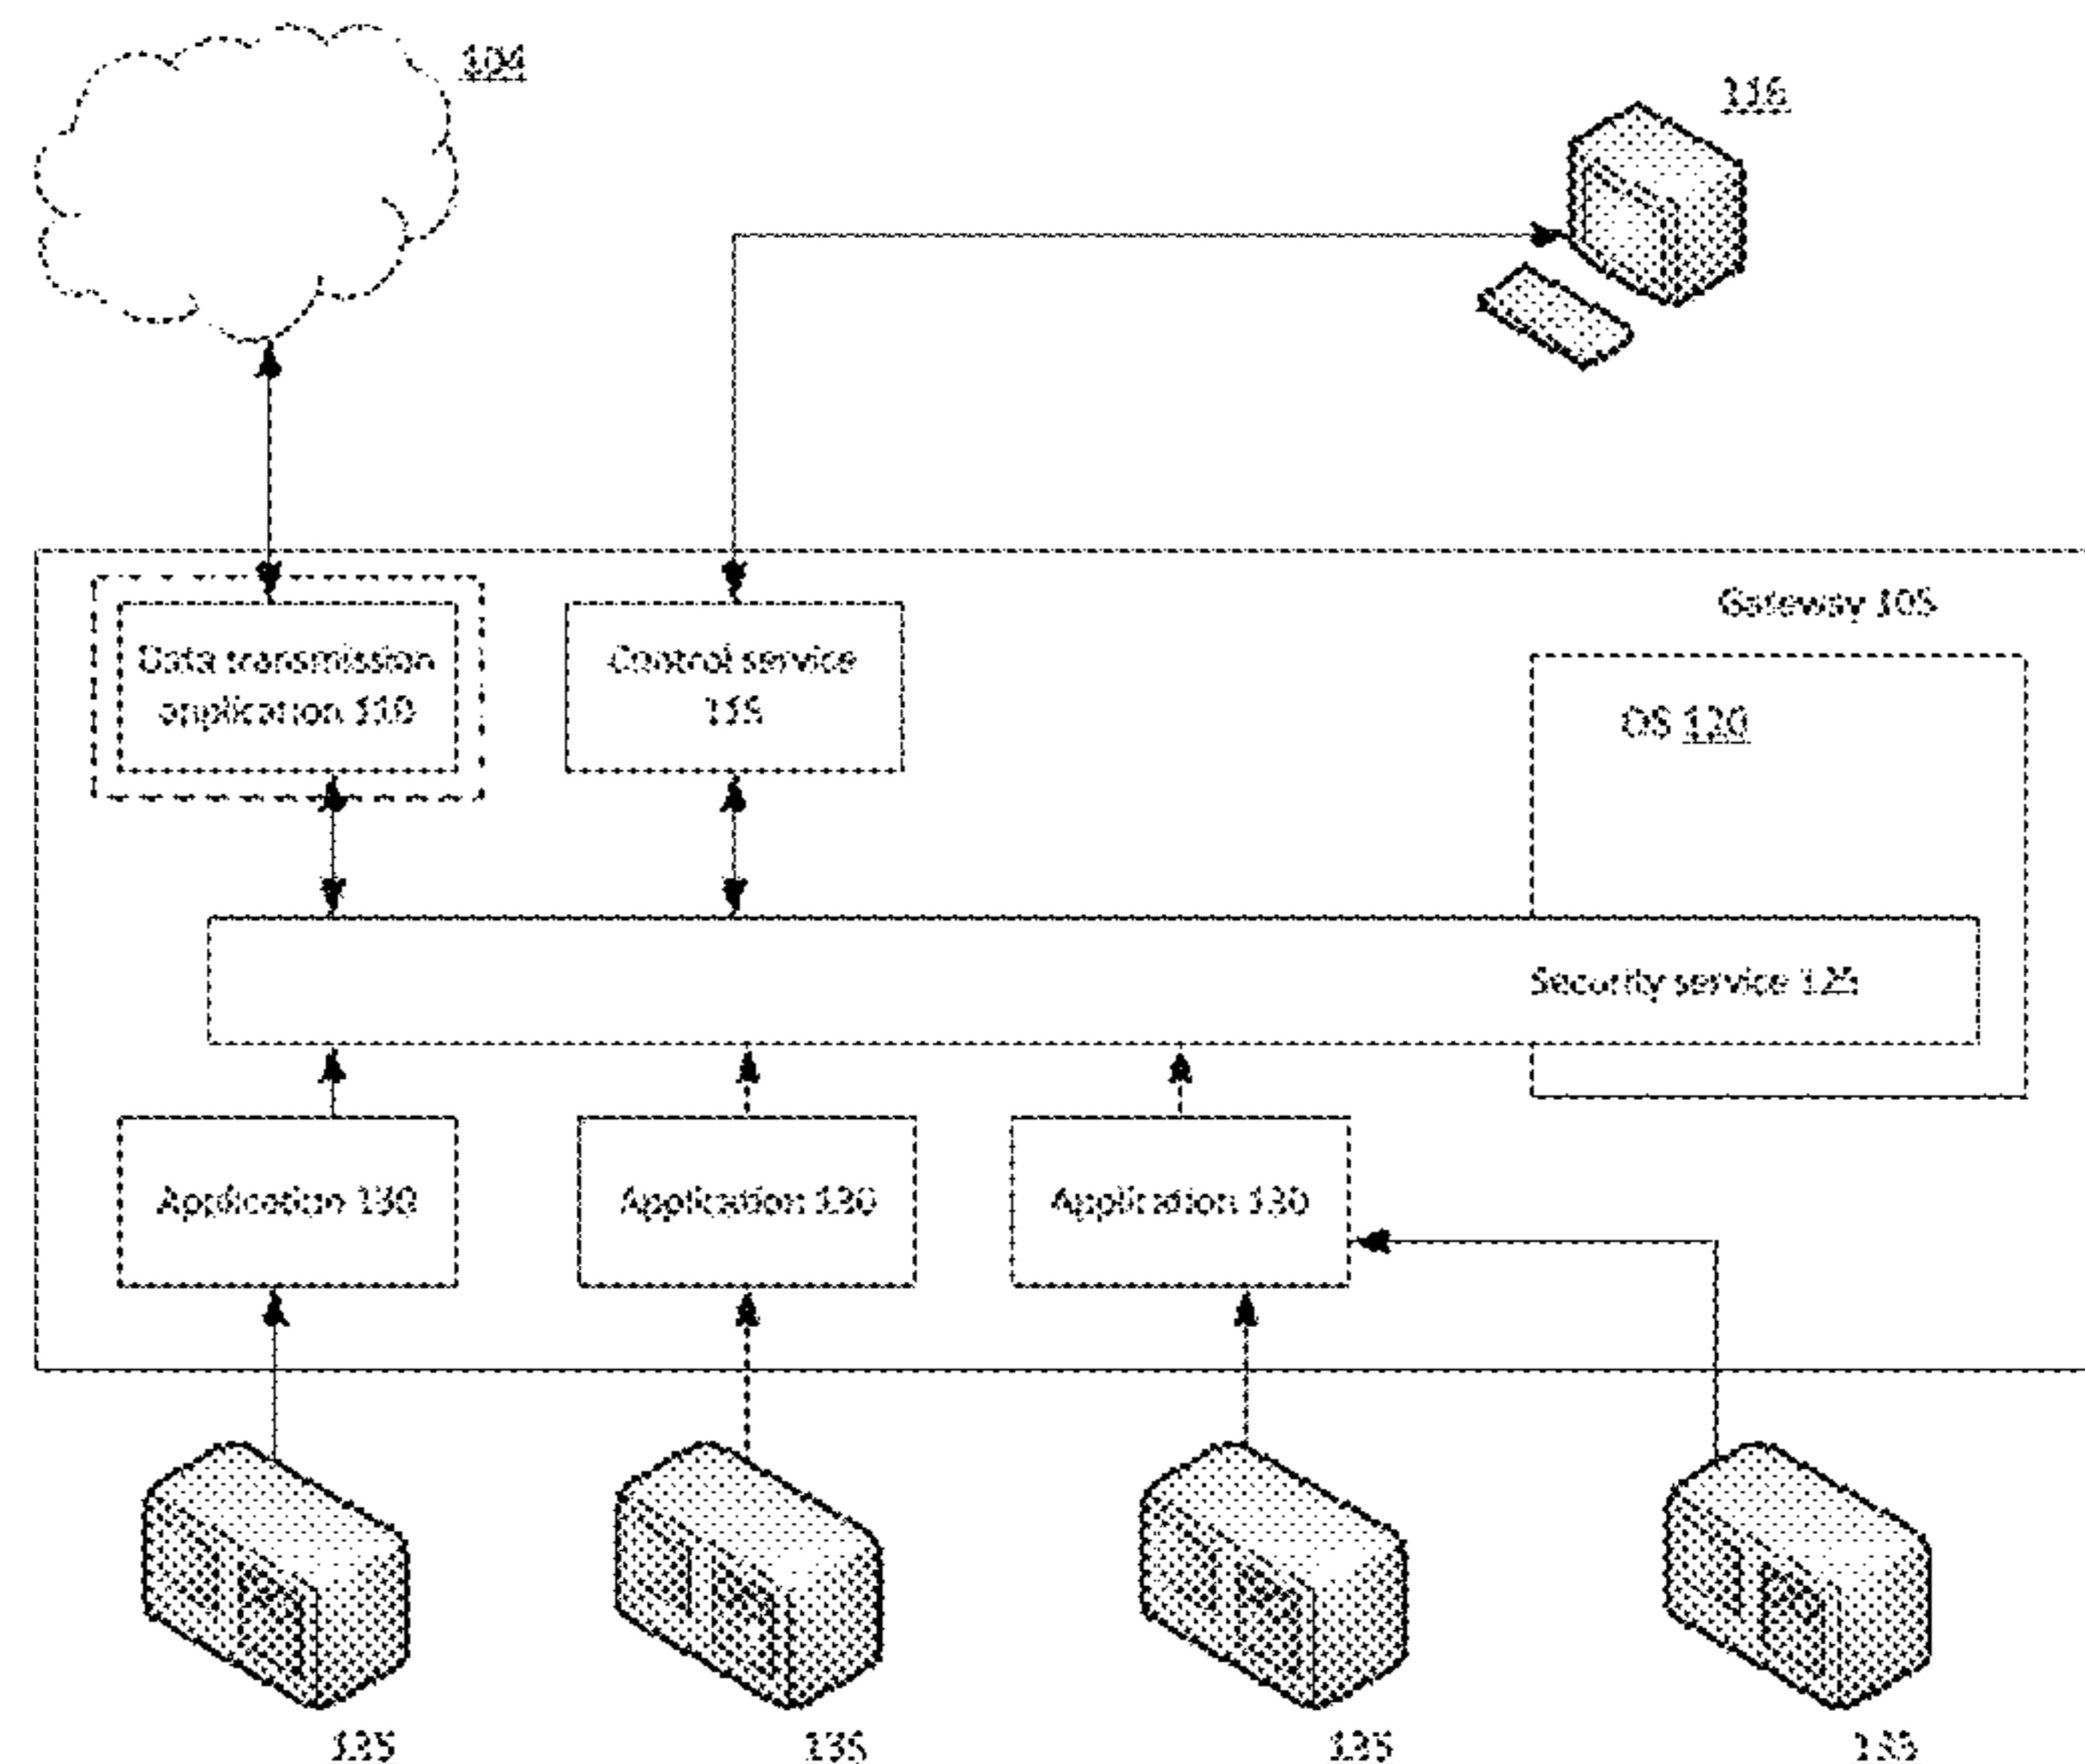 104
116
Gateway 105
Data transmission
application 110
Control service
115
OS 120
Security service 125
Application 130
Application 130
Application 130
135
135
135
135